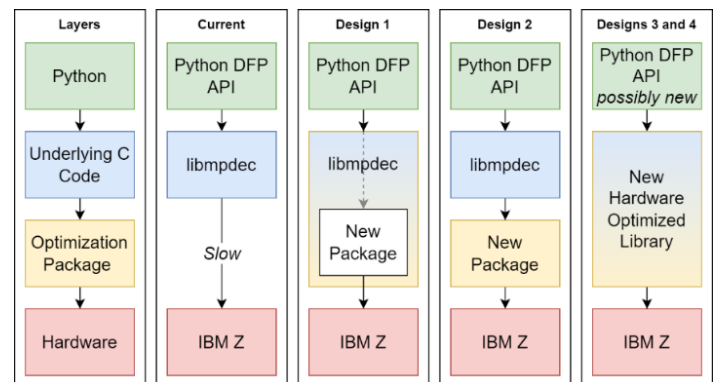 Layers
Python
Underlying C
Code
Optimization
Package
Hardware
Current
Python DFP
API
libmpdec
Slow
IBM Z
Design 1
Python DFP
API
libmpdec
New
Package
IBM Z
Design 2
Python DFP
API
libmpdec
New
Package
IBM Z
Designs 3 and 4
Python DFP
API
possibly new
New
Hardware
Optimized
Library
IBM Z